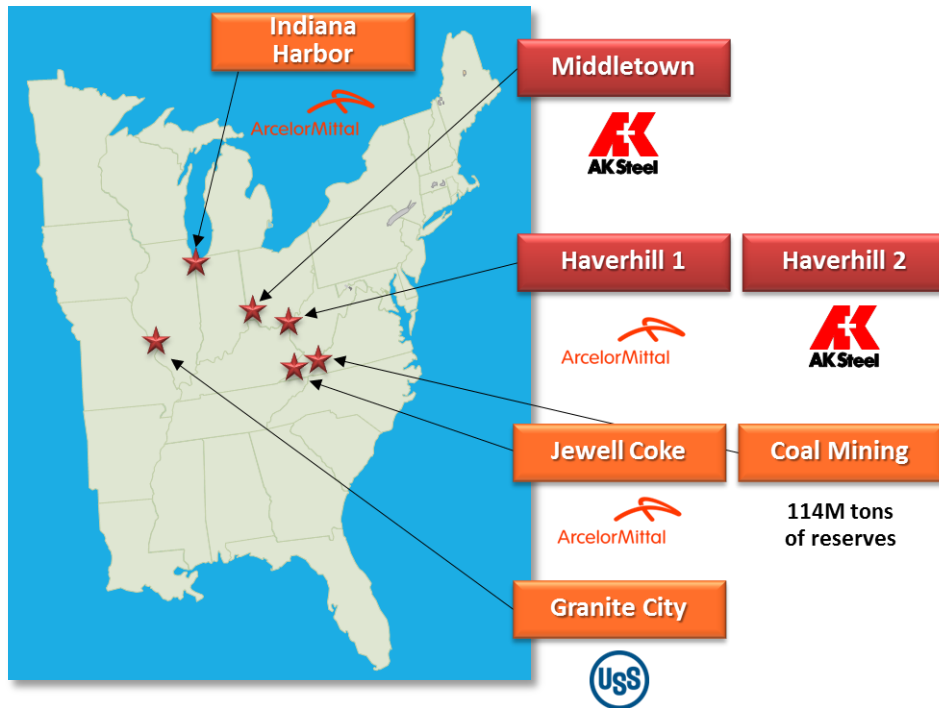 Indiana
Harbor
ArcelorMittal
Middletown
AK Steel
Haverhill 1
Haverhill 2
ArcelorMittal
AK Steel
Jewell Coke
Coal Mining
ArcelorMittal
114M tons
of reserves
Granite City
USS